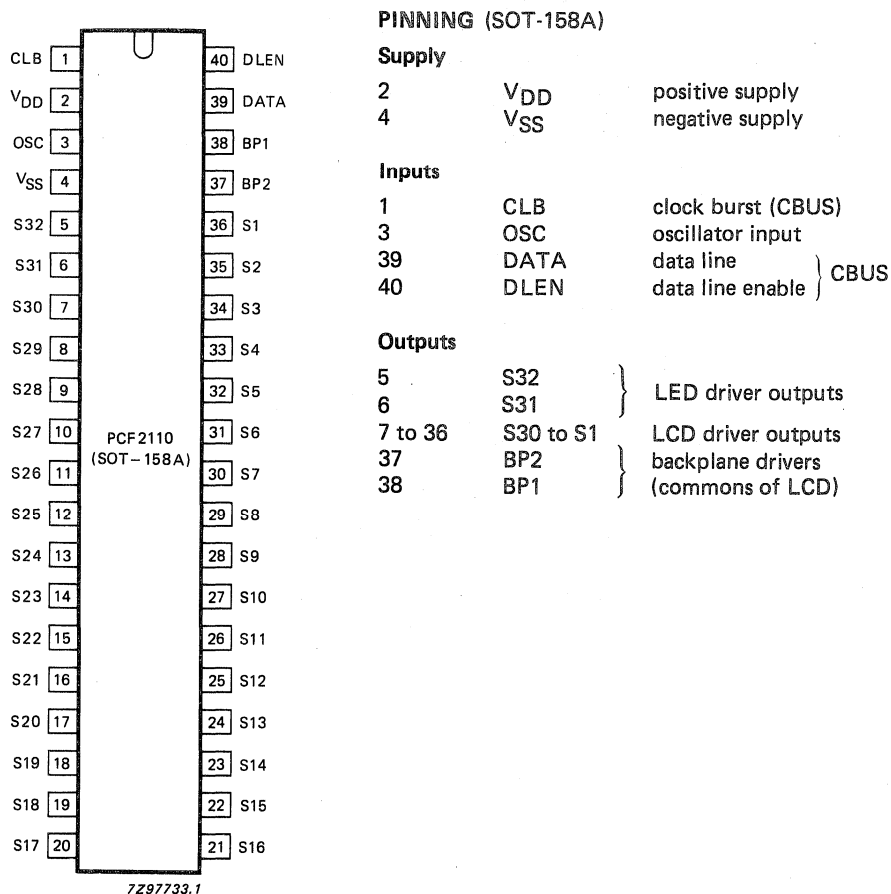 CLB 1 40 DLEN
VDD 2 39 DATA
OSC 3 38 BP1
VSS 4 37 BP2
S32 5 36 S1
S31 6 35 S2
S30 7 34 S3
S29 8 33 S4
S28 9 32 S5
S27 10 31 S6
S26 11 30 S7
S25 12 29 S8
S24 13 28 S9
S23 14 27 S10
S22 15 26 S11
S21 16 25 S12
S20 17 24 S13
S19 18 23 S14
S18 19 22 S15
S17 20 21 S16
PCF2110
(SOT–158A)
7Z97733.1
PINNING (SOT-158A)
Supply
2 VDD positive supply
4 VSS negative supply
Inputs
1 CLB clock burst (CBUS)
3 OSC oscillator input
39 DATA data line
40 DLEN data line enable
CBUS
Outputs
5 S32
6 S31
LED driver outputs
7 to 36 S30 to S1 LCD driver outputs
37 BP2 backplane drivers
38 BP1 (commons of LCD)